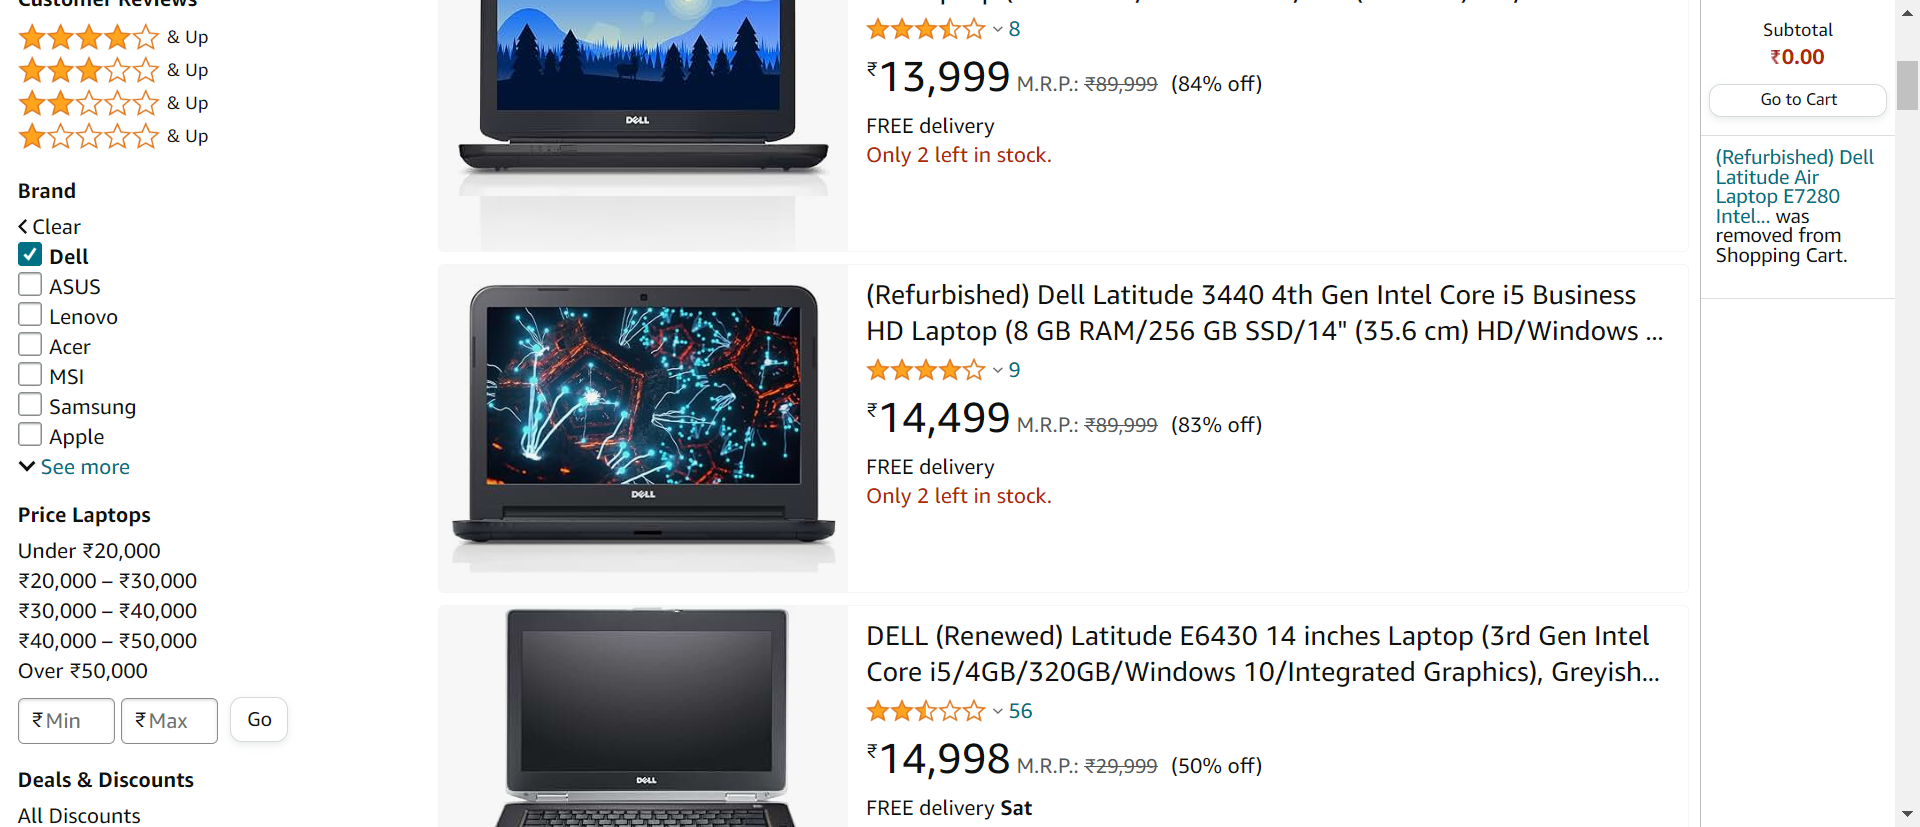 Customer Reviews
& Up
& Up
& Up
& Up
Brand
Clear
Dell
ASUS
Lenovo
Acer
MSI
Samsung
Apple
See more
Price Laptops
Under ₹20,000
₹20,000 – ₹30,000
₹30,000 – ₹40,000
₹40,000 – ₹50,000
Over ₹50,000
₹ Min ₹ Max Go
Deals & Discounts
All Discounts
DELL
8
₹13,999 M.R.P.: ₹89,999 (84% off)
FREE delivery
Only 2 left in stock.
DELL
(Refurbished) Dell Latitude 3440 4th Gen Intel Core i5 Business
HD Laptop (8 GB RAM/256 GB SSD/14" (35.6 cm) HD/Windows ...
9
₹14,499 M.R.P.: ₹89,999 (83% off)
FREE delivery
Only 2 left in stock.
DELL
DELL (Renewed) Latitude E6430 14 inches Laptop (3rd Gen Intel
Core i5/4GB/320GB/Windows 10/Integrated Graphics), Greyish...
56
₹14,998 M.R.P.: ₹29,999 (50% off)
FREE delivery Sat
Subtotal
₹0.00
Go to Cart
(Refurbished) Dell
Latitude Air
Laptop E7280
Intel... was
removed from
Shopping Cart.